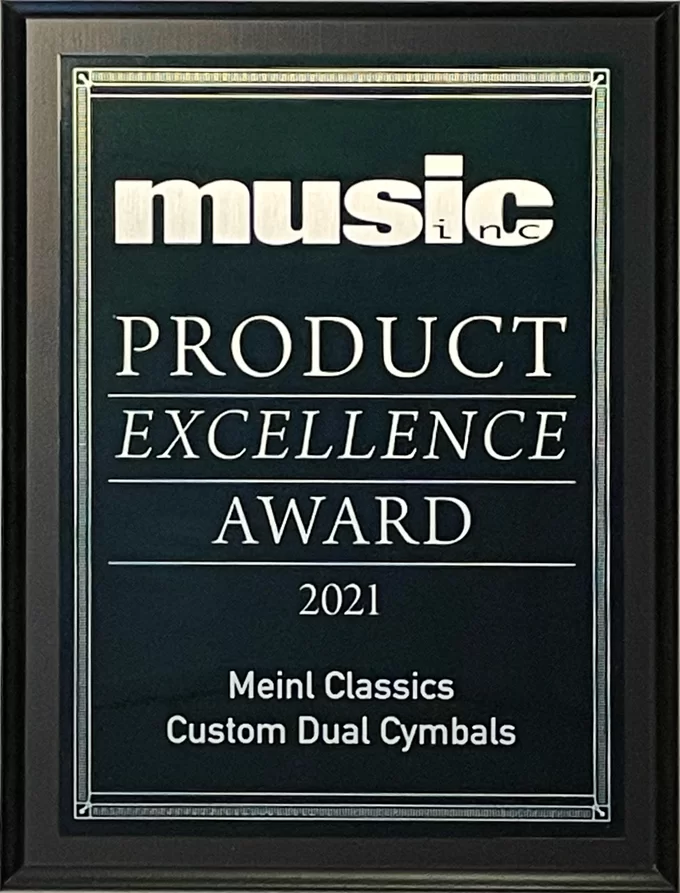 music
inc
PRODUCT
EXCELLENCE
AWARD
2021
Meinl Classics
Custom Dual Cymbals